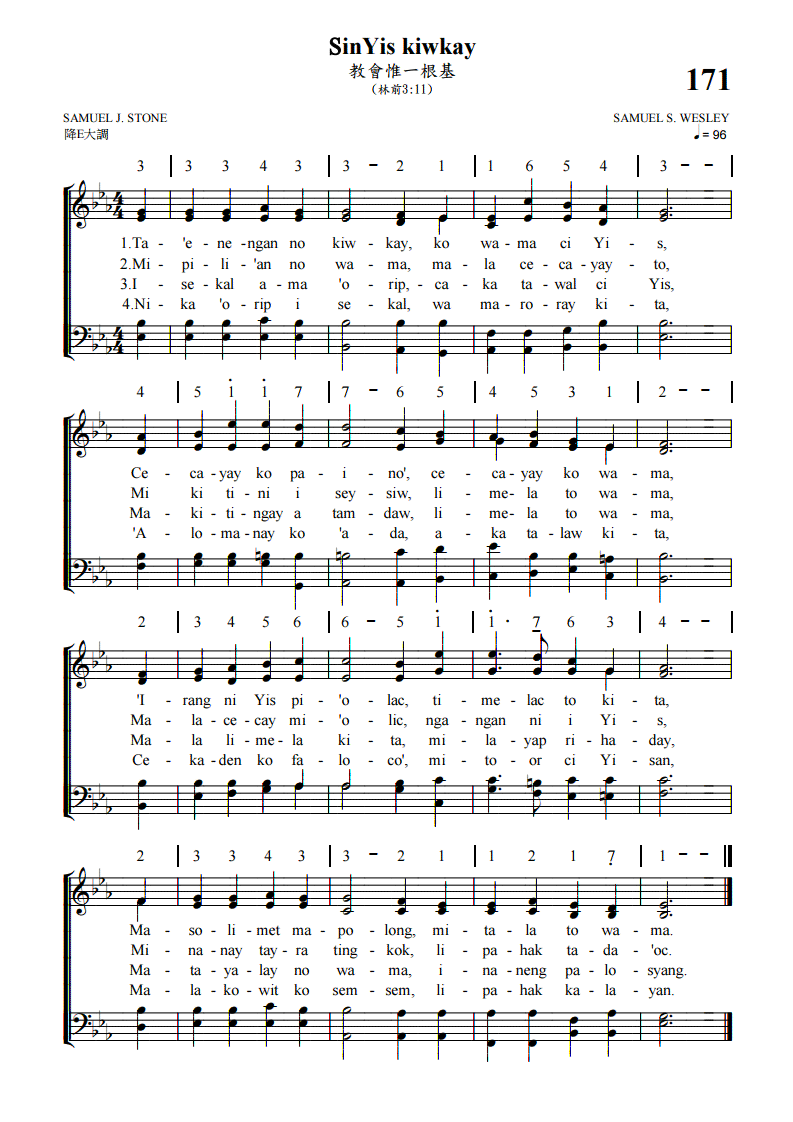 SinYis kiwkay
教會惟一根基
（林前3:11）
171
SAMUEL J. STONE
SAMUEL S. WESLEY
降E大調
♩= 96
3 | 3 3 4 3 | 3 - 2 1 | 1 6 5 4 | 3 - - |
1.Ta- 'e -ne -ngan no kiw - kay, ko wa - ma ci Yi - s,
2.Mi- pi - li - 'an no wa - ma, ma - la ce - ca - yay - to,
3.I - se kal a - ma 'o - rip, - ca - ka ta - wal ci Yis,
4.Ni - ka 'o - rip i se - kal, wa ma - ro - ray ki - ta,
4 | 5 i i 7 | 7 - 6 5 | 4 5 3 1 | 2 - - |
Ce - ca - yay ko pa - i - no', ce - ca - yay ko wa - ma,
Mi ki ti - ni i sey - siw, li - me- la to wa - ma,
Ma - ki - ti - ngay a tam - daw, li - me - la to wa - ma,
'A - lo - ma - nay ko 'a - da, a - ka ta - law ki - ta,
2 | 3 4 5 6 | 6 - 5 i | i · 7 6 3 | 4 - - |
'I - rang ni Yis pi - 'o - lac, ti - me - lac to ki - ta,
Ma - la - ce - cay mi - 'o - lic, nga - ngan ni i Yi - s,
Ma - la li - me - la ki - ta, mi - la - yap ri - ha - day,
Ce - ka - den ko fa - lo - co', mi - to - or ci Yi - san,
2 | 3 3 4 3 | 3 - 2 1 | 1 2 1 7 | 1 - - ||
Ma - so - li - met ma - po - long, mi - ta - la to wa - ma.
Mi - na - nay tay - ra ting - kok, li - pa - hak ta - da - 'oc.
Ma - ta - ya - lay no wa - ma, i - na - neng pa - lo - syang.
Ma - la - ko - wit ko sem - sem, li - pa - hak ka - la - yan.